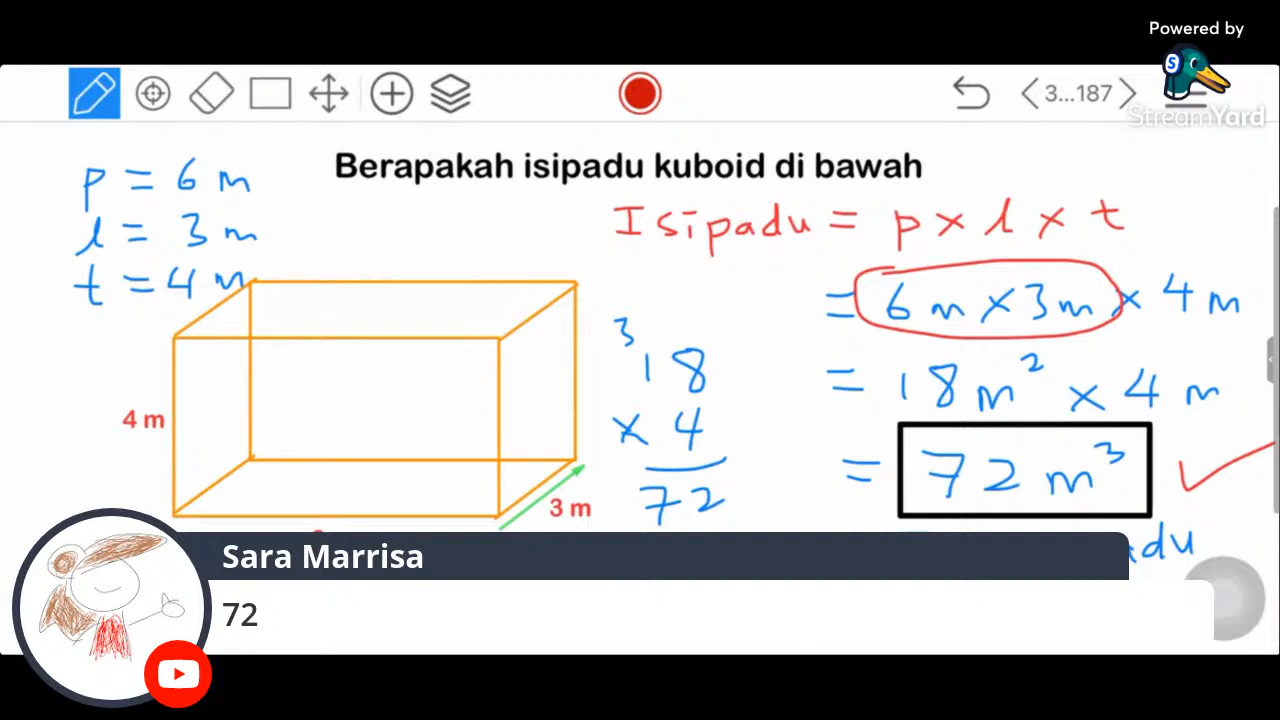 Powered by
StreamYard
3...187
Berapakah isipadu kuboid di bawah
p = 6 m
l = 3 m
t = 4 m
Isipadu = p x l x t
= 6 m x 3 m x 4 m
= 18 m² x 4 m
= 72 m³
3
18
x 4
72
4 m
3 m
Sara Marrisa
72